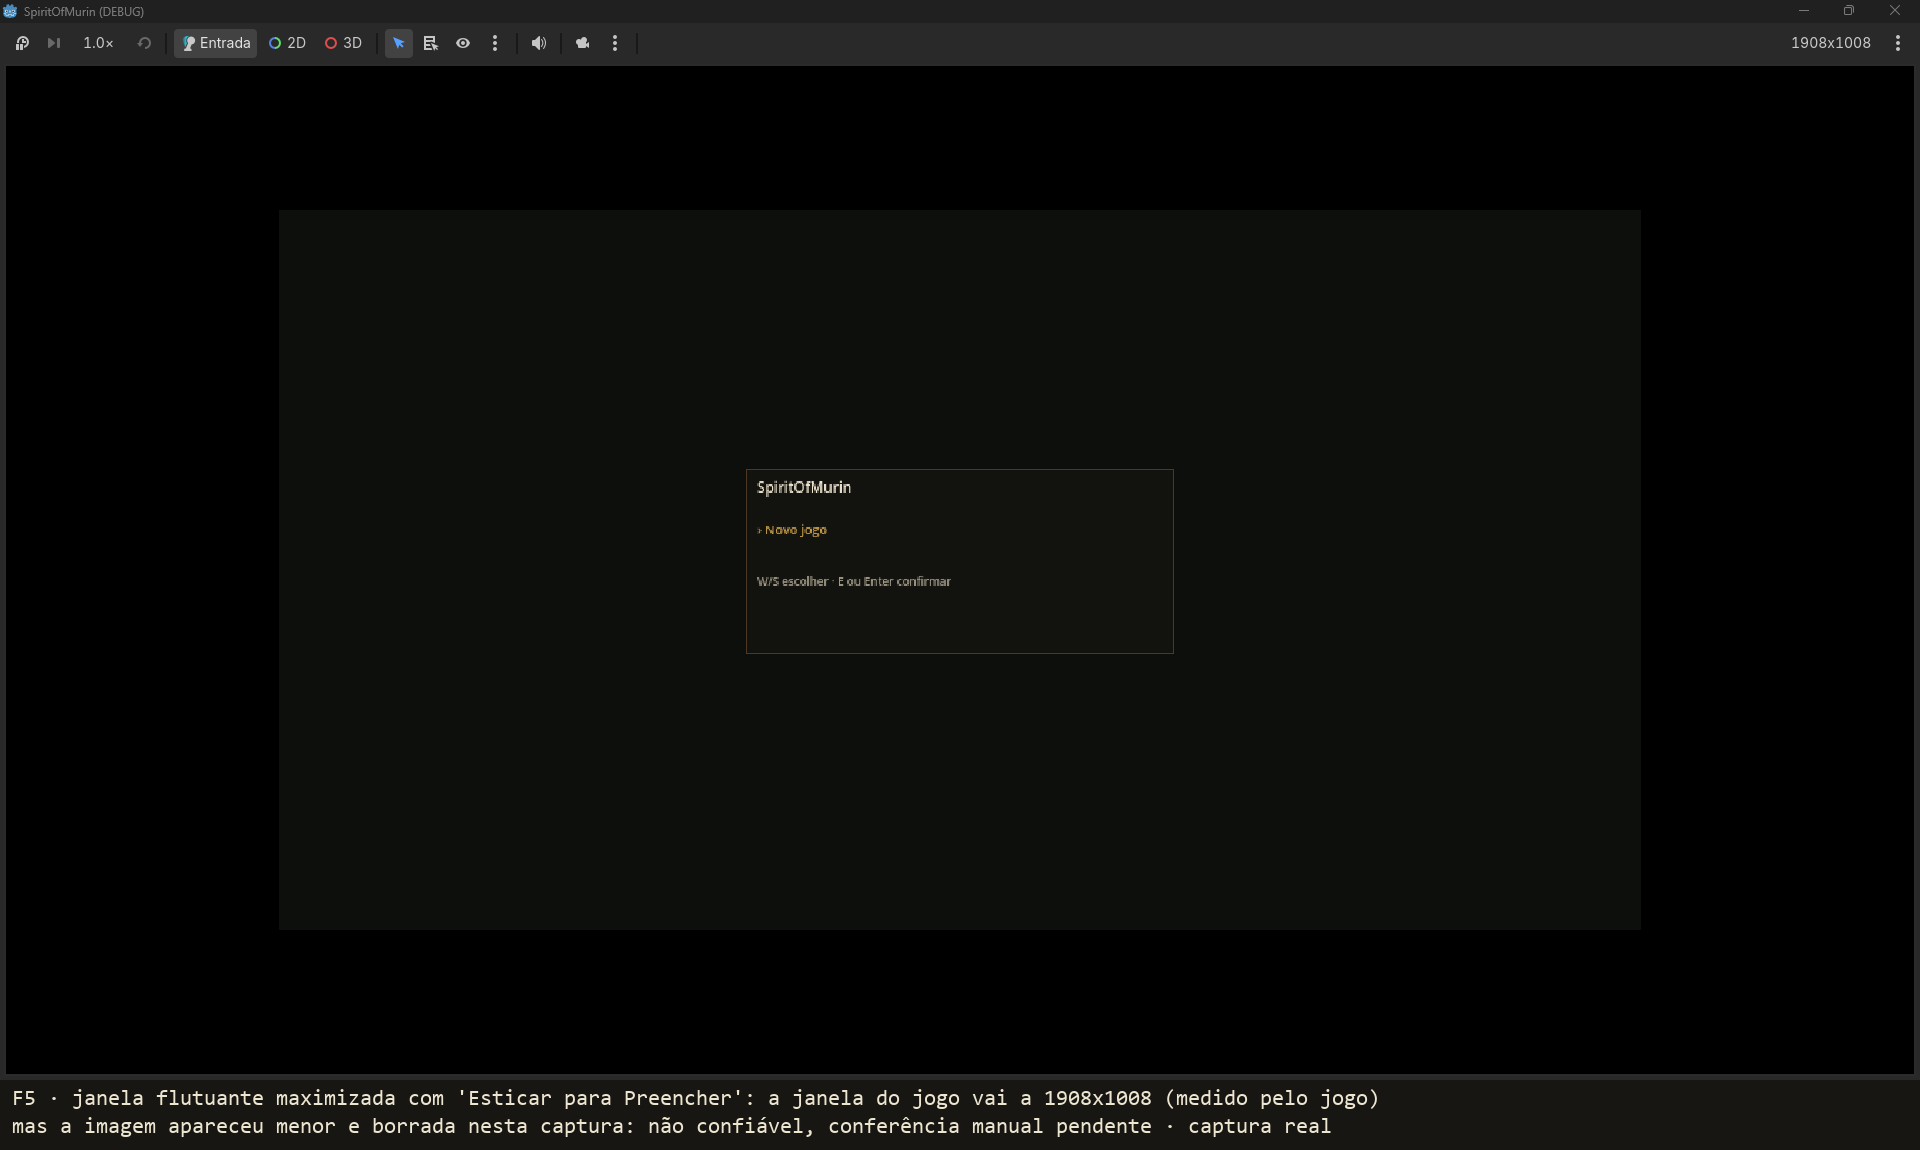 SpiritOfMurin (DEBUG)
1.0× Entrada 2D 3D 1908x1008
SpiritOfMurin
› Novo jogo
W/S escolher · E ou Enter confirmar
F5 · janela flutuante maximizada com 'Esticar para Preencher': a janela do jogo vai a 1908x1008 (medido pelo jogo)
mas a imagem apareceu menor e borrada nesta captura: não confiável, conferência manual pendente · captura real